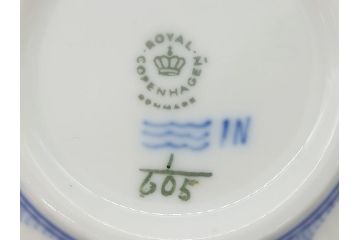 ROYAL
COPENHAGEN
DENMARK
IN
1
605